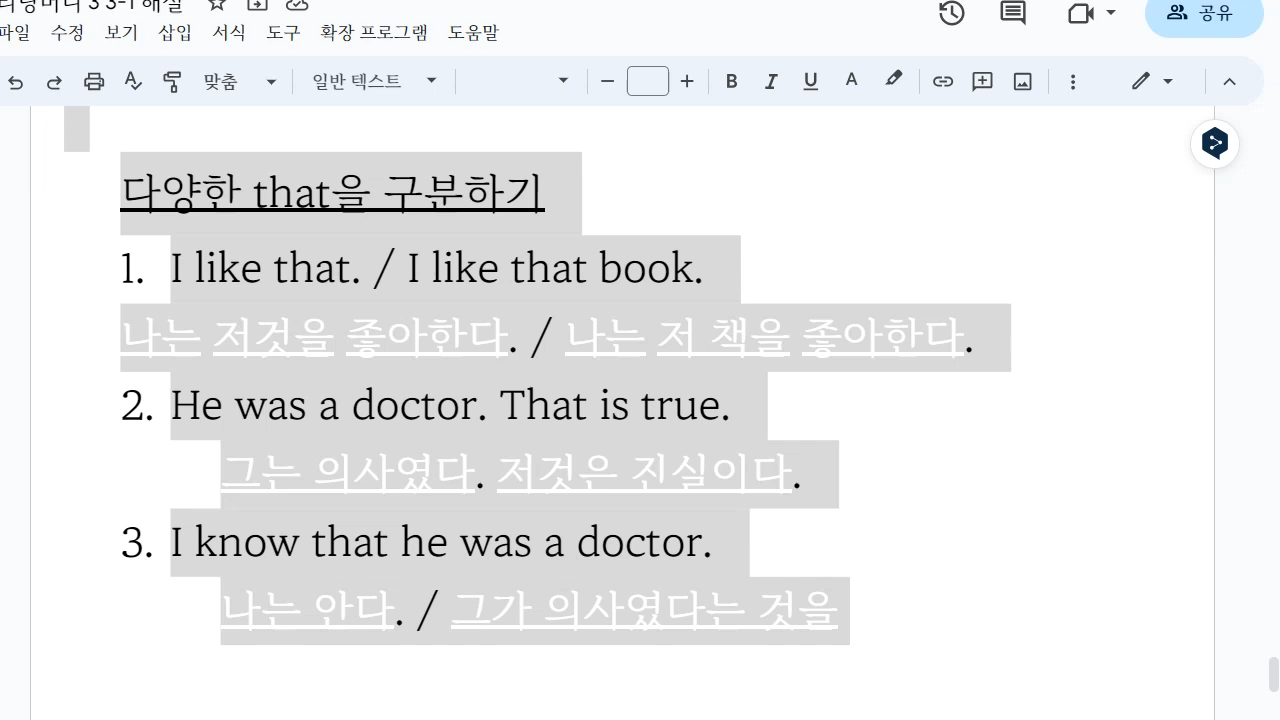 파일 수정 보기 삽입 서식 도구 확장 프로그램 도움말
공유
맞춤 일반 텍스트 B I U A
다양한 that을 구분하기
1. I like that. / I like that book.
나는 저것을 좋아한다. / 나는 저 책을 좋아한다.
2. He was a doctor. That is true.
그는 의사였다. 저것은 진실이다.
3. I know that he was a doctor.
나는 안다. / 그가 의사였다는 것을